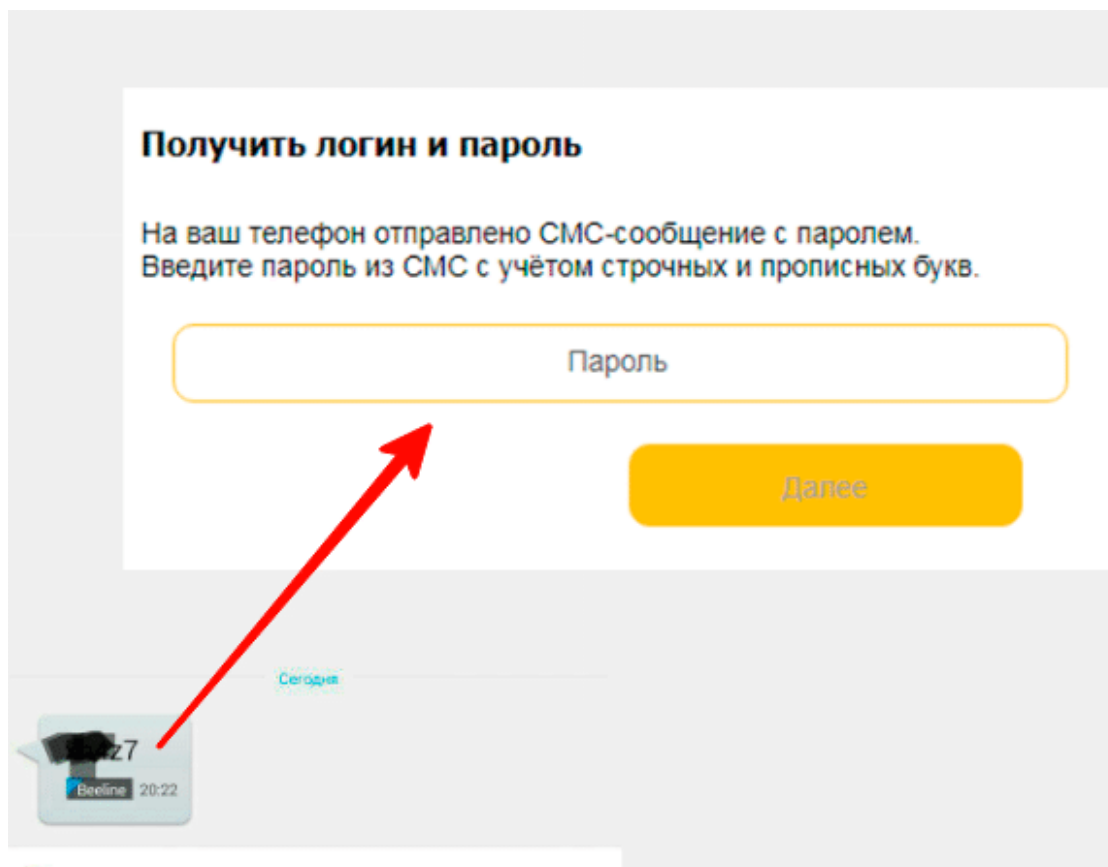 Получить логин и пароль
На ваш телефон отправлено СМС-сообщение с паролем.
Введите пароль из СМС с учётом строчных и прописных букв.
Пароль
Далее
Сегодня
Beeline 20:22